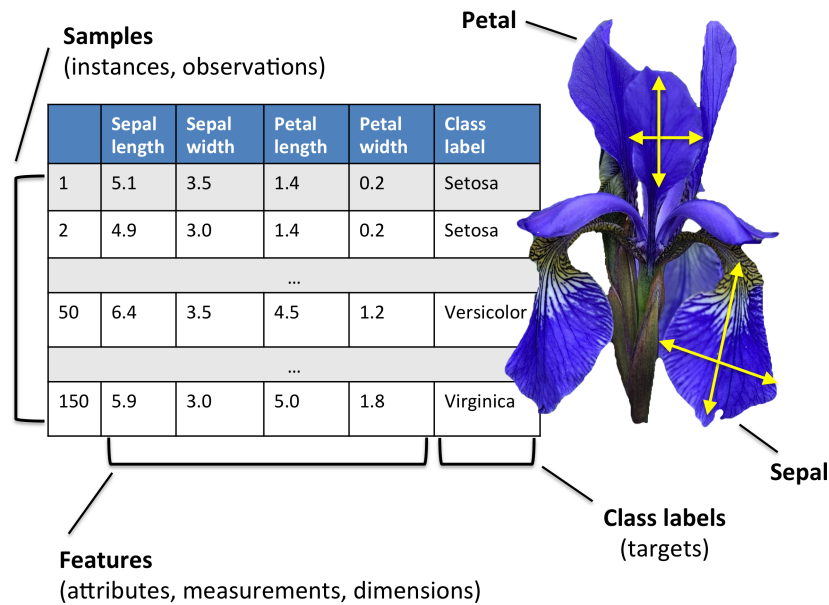 Samples
(instances, observations)
Petal
Sepal length Sepal width Petal length Petal width Class label
1 5.1 3.5 1.4 0.2 Setosa
2 4.9 3.0 1.4 0.2 Setosa
...
50 6.4 3.5 4.5 1.2 Versicolor
...
150 5.9 3.0 5.0 1.8 Virginica
Sepal
Class labels
(targets)
Features
(attributes, measurements, dimensions)